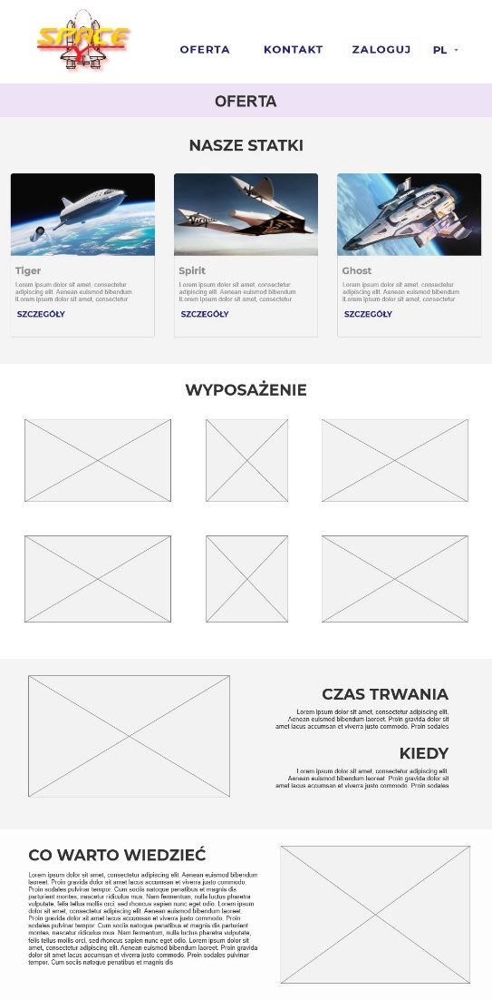 SPACE
OFERTA KONTAKT ZALOGUJ PL
OFERTA
NASZE STATKI
Tiger
Lorem ipsum dolor sit amet, consectetur
adipiscing elit. Aenean euismod bibendum
lLorem ipsum dolor sit amet, consectetur
SZCZEGÓŁY
Spirit
Lorem ipsum dolor sit amet, consectetur
adipiscing elit. Aenean euismod bibendum
lLorem ipsum dolor sit amet, consectetur
SZCZEGÓŁY
Ghost
Lorem ipsum dolor sit amet, consectetur
adipiscing elit. Aenean euismod bibendum
lLorem ipsum dolor sit amet, consectetur
SZCZEGÓŁY
WYPOSAŻENIE
CZAS TRWANIA
Lorem ipsum dolor sit amet, consectetur adipiscing elit.
Aenean euismod bibendum laoreet. Proin gravida dolor sit
amet lacus accumsan et viverra justo commodo. Proin sodales
KIEDY
Lorem ipsum dolor sit amet, consectetur adipiscing elit.
Aenean euismod bibendum laoreet. Proin gravida dolor sit
amet lacus accumsan et viverra justo commodo. Proin sodales
CO WARTO WIEDZIEĆ
Lorem ipsum dolor sit amet, consectetur adipiscing elit. Aenean euismod bibendum
laoreet. Proin gravida dolor sit amet lacus accumsan et viverra justo commodo.
Proin sodales pulvinar tempor. Cum sociis natoque penatibus et magnis dis
parturient montes, nascetur ridiculus mus. Nam fermentum, nulla luctus pharetra
vulputate, felis tellus mollis orci, sed rhoncus sapien nunc eget odio. Lorem ipsum
dolor sit amet, consectetur adipiscing elit. Aenean euismod bibendum laoreet.
Proin gravida dolor sit amet lacus accumsan et viverra justo commodo. Proin
sodales pulvinar tempor. Cum sociis natoque penatibus et magnis dis parturient
montes, nascetur ridiculus mus. Nam fermentum, nulla luctus pharetra vulputate,
felis tellus mollis orci, sed rhoncus sapien nunc eget odio. Lorem ipsum dolor sit
amet, consectetur adipiscing elit. Aenean euismod bibendum laoreet. Proin gravida
dolor sit amet lacus accumsan et viverra justo commodo. Proin sodales pulvinar
tempor. Cum sociis natoque penatibus et magnis dis